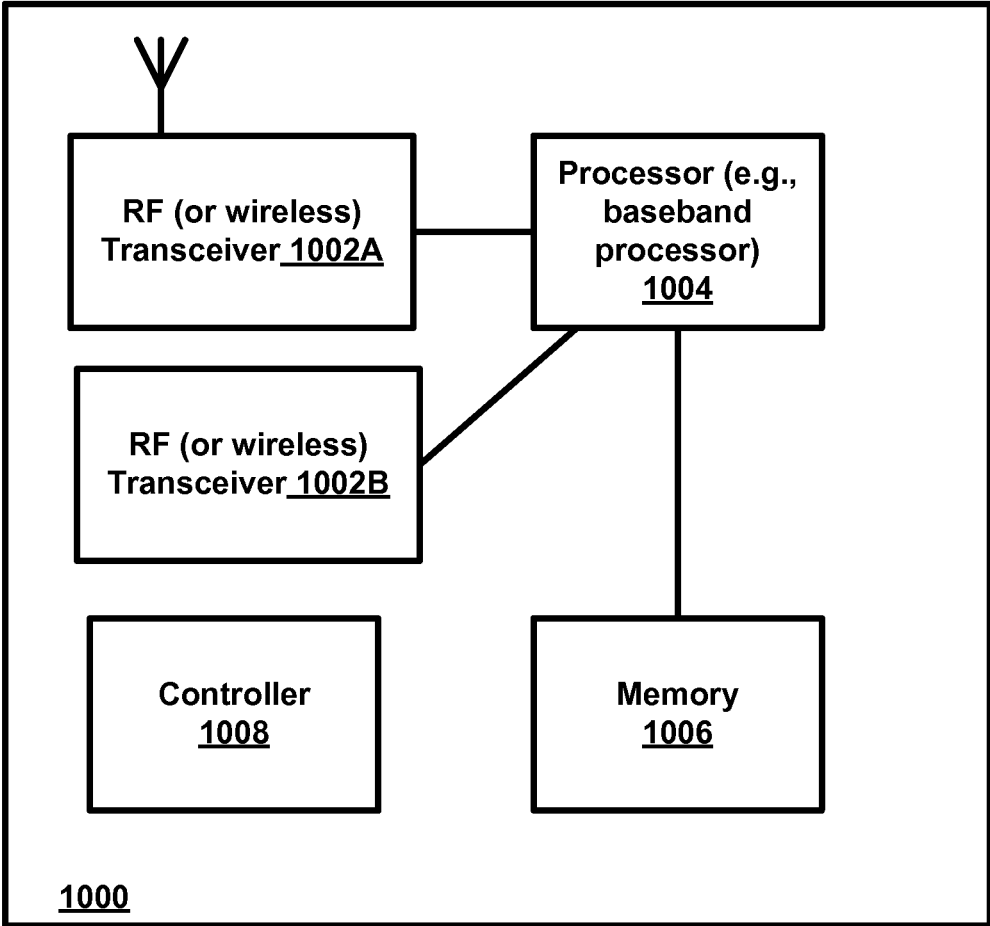 RF (or wireless)
Transceiver 1002A
Processor (e.g.,
baseband
processor)
1004
RF (or wireless)
Transceiver 1002B
Controller
1008
Memory
1006
1000